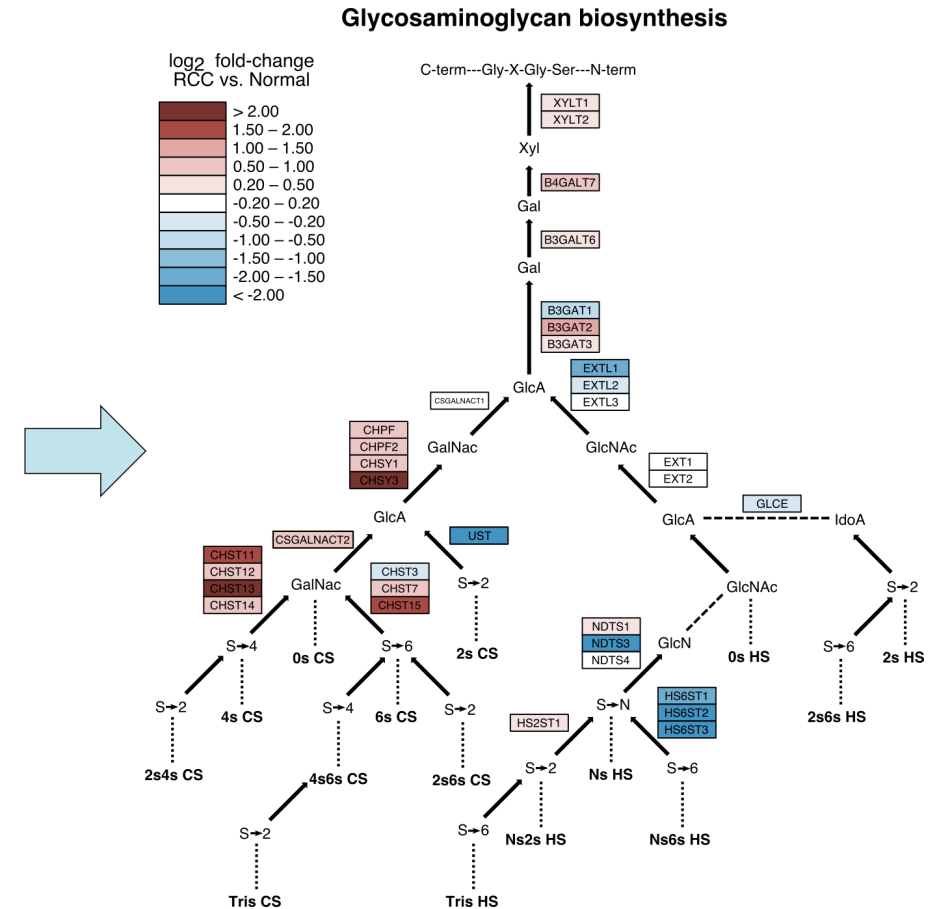 Glycosaminoglycan biosynthesis
log2 fold-change
RCC vs. Normal
> 2.00
1.50 – 2.00
1.00 – 1.50
0.50 – 1.00
0.20 – 0.50
-0.20 – 0.20
-0.50 – -0.20
-1.00 – -0.50
-1.50 – -1.00
-2.00 – -1.50
< -2.00
C-term---Gly-X-Gly-Ser---N-term
XYLT1
XYLT2
Xyl
B4GALT7
Gal
B3GALT6
Gal
B3GAT1
B3GAT2
B3GAT3
GlcA
EXTL1
EXTL2
EXTL3
CSGALNACT1
CHPF
CHPF2
CHSY1
CHSY3
GalNac
GlcNAc
EXT1
EXT2
GlcA
UST
GlcA
GLCE
IdoA
CSGALNACT2
CHST11
CHST12
CHST13
CHST14
GalNac
CHST3
CHST7
CHST15
S→2
GlcNAc
S→2
NDTS1
NDTS3
NDTS4
GlcN
S→4
0s CS
S→6
2s CS
0s HS
S→6
2s HS
S→2
4s CS
S→4
6s CS
S→2
HS2ST1
S→N
HS6ST1
HS6ST2
HS6ST3
2s6s HS
2s4s CS
4s6s CS
2s6s CS
S→2
Ns HS
S→6
S→2
S→6
Ns2s HS
Ns6s HS
Tris CS
Tris HS